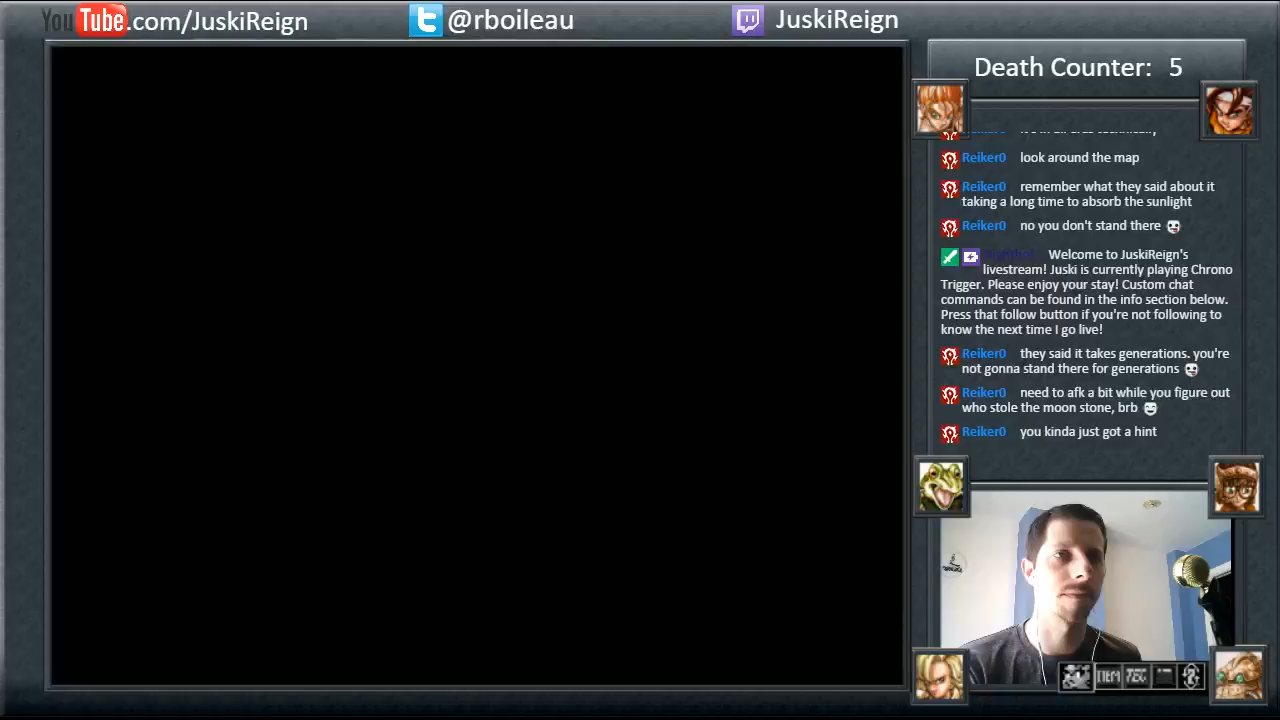 YouTube.com/JuskiReign
@rboileau
JuskiReign
Death Counter: 5
Reiker0 look around the map
Reiker0 remember what they said about it
taking a long time to absorb the sunlight
Reiker0 no you don't stand there
Welcome to JuskiReign's
livestream! Juski is currently playing Chrono
Trigger. Please enjoy your stay! Custom chat
commands can be found in the info section below.
Press that follow button if you're not following to
know the next time I go live!
Reiker0 they said it takes generations. you're
not gonna stand there for generations
Reiker0 need to afk a bit while you figure out
who stole the moon stone, brb
Reiker0 you kinda just got a hint
ITEM
TEC